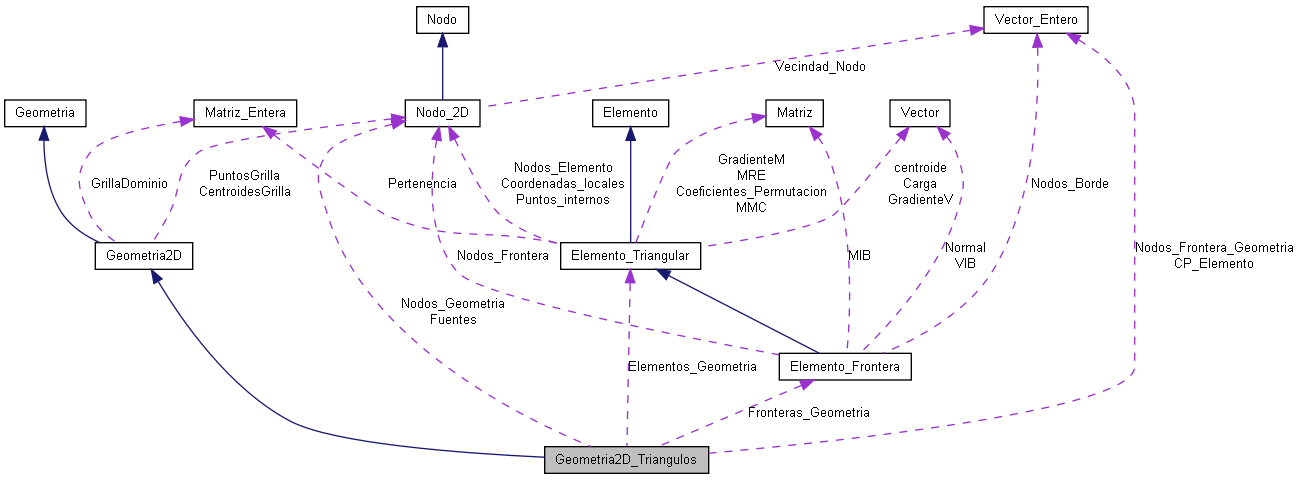 Nodo
Vector_Entero
Vecindad_Nodo
Geometria
Matriz_Entera
Nodo_2D
Elemento
Matriz
Vector
GrillaDominio
PuntosGrilla
CentroidesGrilla
Pertenencia
Nodos_Elemento
Coordenadas_locales
Puntos_internos
GradienteM
MRE
Coeficientes_Permutacion
MMC
centroide
Carga
GradienteV
Nodos_Borde
Geometria2D
Nodos_Frontera
Elemento_Triangular
MIB
Normal
VIB
Nodos_Frontera_Geometria
CP_Elemento
Nodos_Geometria
Fuentes
Elementos_Geometria
Elemento_Frontera
Fronteras_Geometria
Geometria2D_Triangulos